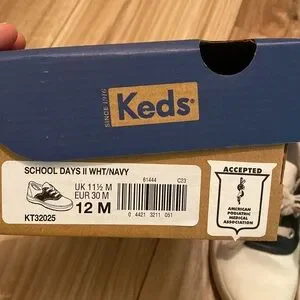 SINCE 1916
Keds®
SCHOOL DAYS II WHT/NAVY
UK 11½ M
EUR 30 M
12 M
KT32025
61444 C23
0 4421 3211 051
ACCEPTED
AMERICAN
PODIATRIC
MEDICAL
ASSOCIATION